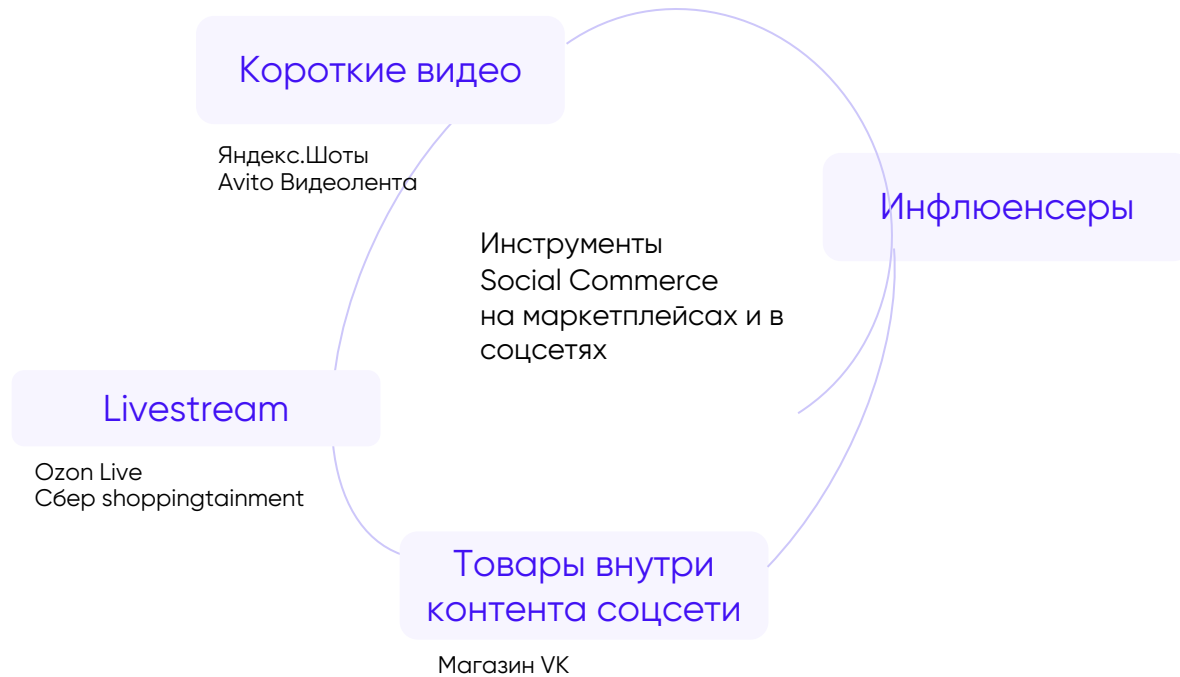 Короткие видео
Яндекс.Шоты
Avito Видеолента
Инфлюенсеры
Инструменты
Social Commerce
на маркетплейсах и в
соцсетях
Livestream
Ozon Live
Сбер shoppingtainment
Товары внутри
контента соцсети
Магазин VK